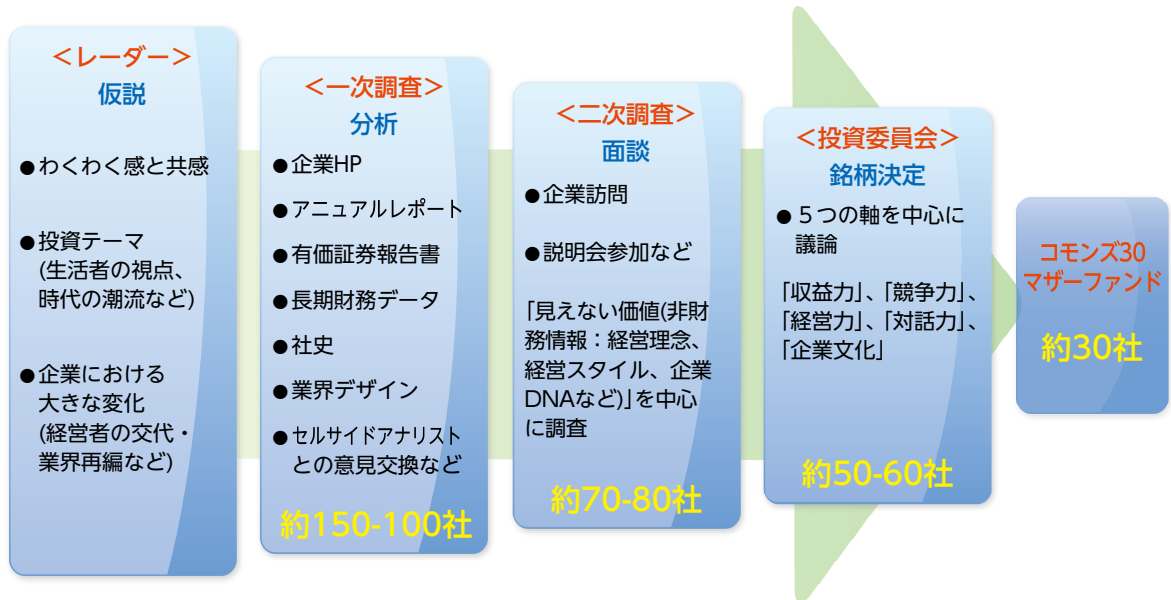 ＜レーダー＞
仮説
●わくわく感と共感
●投資テーマ
(生活者の視点、
時代の潮流など)
●企業における
大きな変化
(経営者の交代・
業界再編など)
＜一次調査＞
分析
●企業HP
●アニュアルレポート
●有価証券報告書
●長期財務データ
●社史
●業界デザイン
●セルサイドアナリスト
との意見交換など
約150-100社
＜二次調査＞
面談
●企業訪問
●説明会参加など
「見えない価値(非財
務情報：経営理念、
経営スタイル、企業
DNAなど)」を中心
に調査
約70-80社
＜投資委員会＞
銘柄決定
●５つの軸を中心に
議論
「収益力」、「競争力」、
「経営力」、「対話力」、
「企業文化」
約50-60社
コモンズ30
マザーファンド
約30社